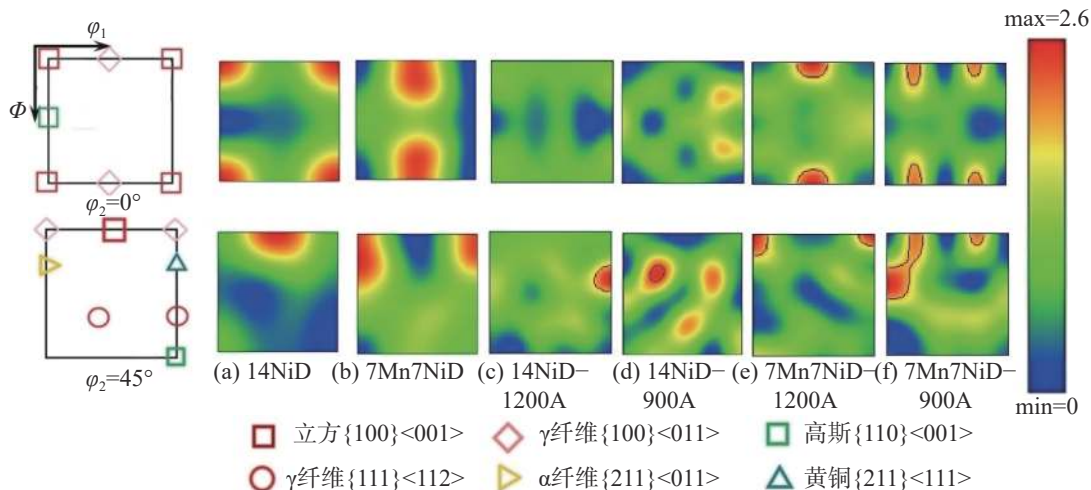 φ₁
max=2.6
Φ
φ₂=0°
φ₂=45°
(a) 14NiD
(b) 7Mn7NiD
(c) 14NiD−
1200A
(d) 14NiD−
900A
(e) 7Mn7NiD−
1200A
(f) 7Mn7NiD−
900A
min=0
立方{100}<001>
γ纤维{100}<011>
高斯{110}<001>
γ纤维{111}<112>
α纤维{211}<011>
黄铜{211}<111>